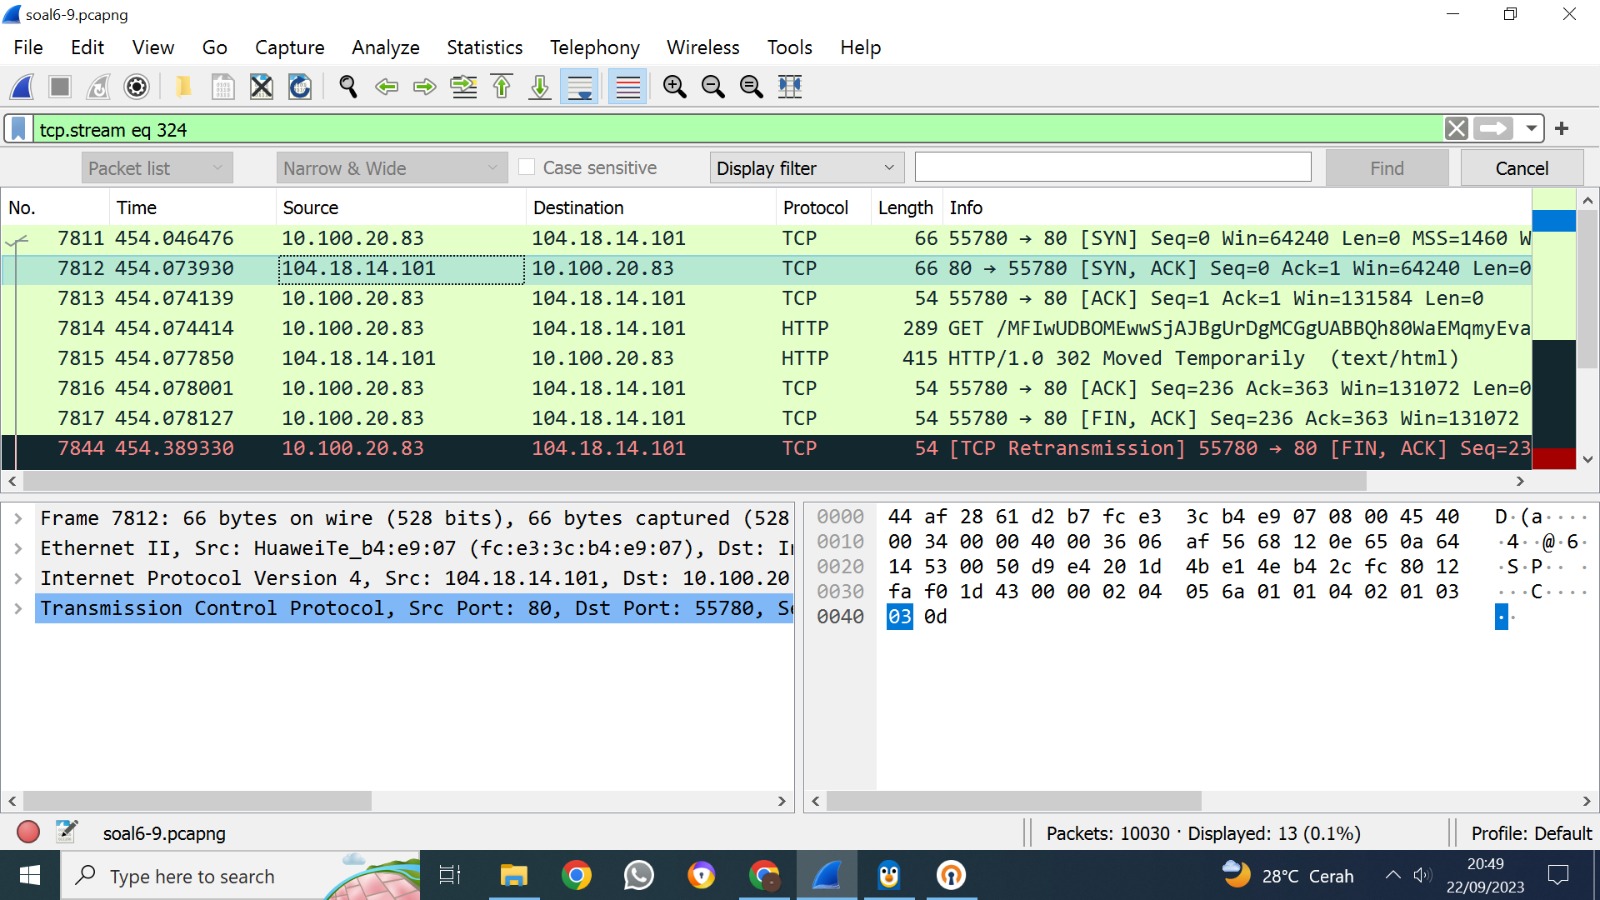 soal6-9.pcapng
File Edit View Go Capture Analyze Statistics Telephony Wireless Tools Help
tcp.stream eq 324
Packet list Narrow & Wide Case sensitive Display filter Find Cancel
No. Time Source Destination Protocol Length Info
7811 454.046476 10.100.20.83 104.18.14.101 TCP 66 55780 → 80 [SYN] Seq=0 Win=64240 Len=0 MSS=1460 W
7812 454.073930 104.18.14.101 10.100.20.83 TCP 66 80 → 55780 [SYN, ACK] Seq=0 Ack=1 Win=64240 Len=0
7813 454.074139 10.100.20.83 104.18.14.101 TCP 54 55780 → 80 [ACK] Seq=1 Ack=1 Win=131584 Len=0
7814 454.074414 10.100.20.83 104.18.14.101 HTTP 289 GET /MFIwUDBOMEwwSjAJBgUrDgMCGgUABBQh80WaEMqmyEva
7815 454.077850 104.18.14.101 10.100.20.83 HTTP 415 HTTP/1.0 302 Moved Temporarily (text/html)
7816 454.078001 10.100.20.83 104.18.14.101 TCP 54 55780 → 80 [ACK] Seq=236 Ack=363 Win=131072 Len=0
7817 454.078127 10.100.20.83 104.18.14.101 TCP 54 55780 → 80 [FIN, ACK] Seq=236 Ack=363 Win=131072
7844 454.389330 10.100.20.83 104.18.14.101 TCP 54 [TCP Retransmission] 55780 → 80 [FIN, ACK] Seq=23
Frame 7812: 66 bytes on wire (528 bits), 66 bytes captured (528
Ethernet II, Src: HuaweiTe_b4:e9:07 (fc:e3:3c:b4:e9:07), Dst: I
Internet Protocol Version 4, Src: 104.18.14.101, Dst: 10.100.20
Transmission Control Protocol, Src Port: 80, Dst Port: 55780, S
0000 44 af 28 61 d2 b7 fc e3 3c b4 e9 07 08 00 45 40 D·(a····
0010 00 34 00 00 40 00 36 06 af 56 68 12 0e 65 0a 64 ·4··@·6·
0020 14 53 00 50 d9 e4 20 1d 4b e1 4e b4 2c fc 80 12 ·S·P·· ·
0030 fa f0 1d 43 00 00 02 04 05 6a 01 01 04 02 01 03 ···C····
0040 03 0d ··
soal6-9.pcapng Packets: 10030 · Displayed: 13 (0.1%) Profile: Default
Type here to search 28°C Cerah 20:49
22/09/2023